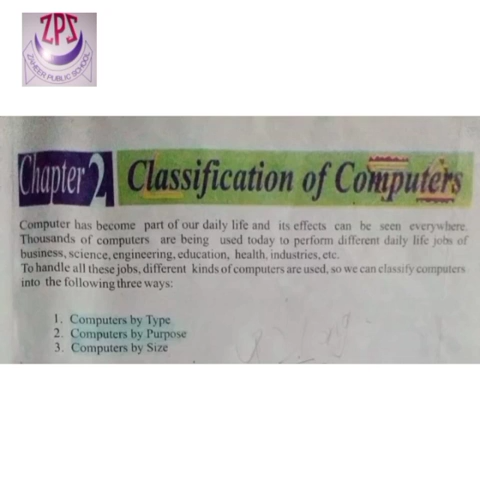 ZPS
ZAHEER PUBLIC SCHOOL
Chapter 2 Classification of Computers
Computer has become part of our daily life and its effects can be seen everywhere.
Thousands of computers are being used today to perform different daily life jobs of
business, science, engineering, education, health, industries, etc.
To handle all these jobs, different kinds of computers are used, so we can classify computers
into the following three ways:
1. Computers by Type
2. Computers by Purpose
3. Computers by Size